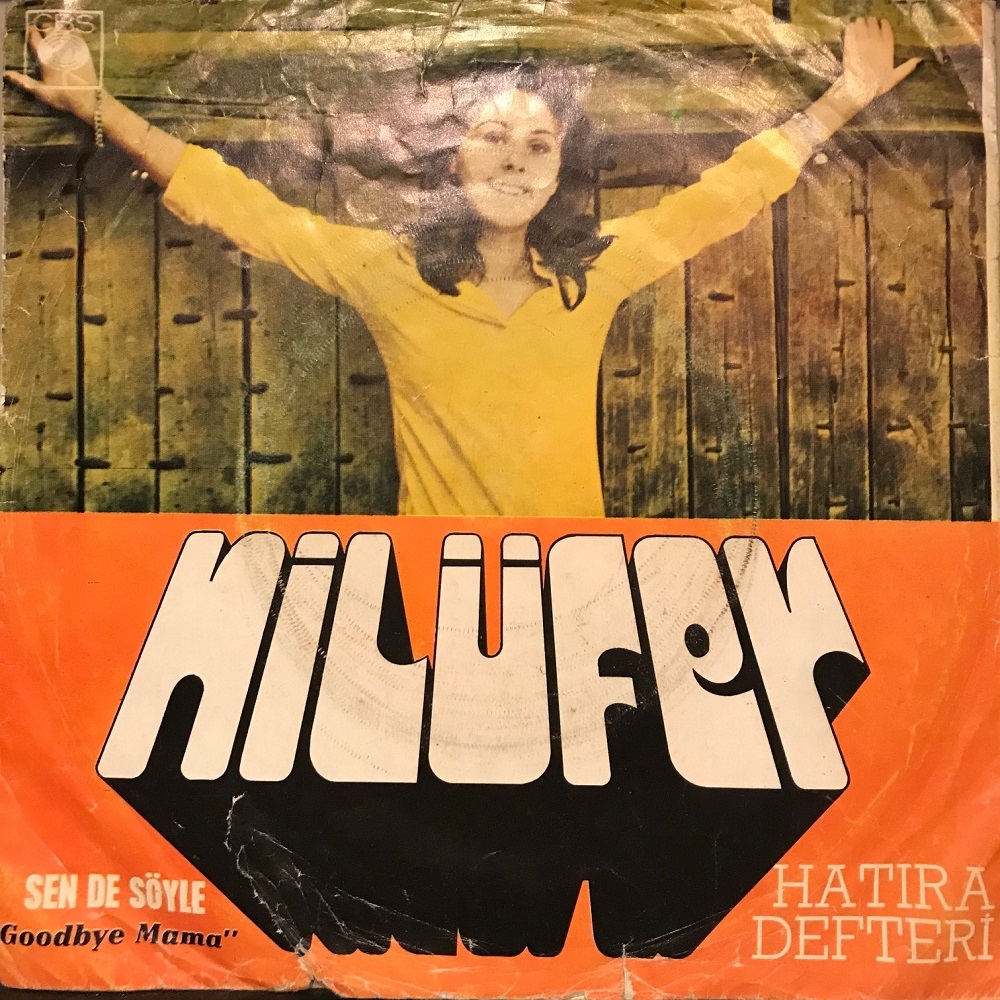 CBS
NİLÜFER
SEN DE SÖYLE
Goodbye Mama"
HATIRA
DEFTERİ